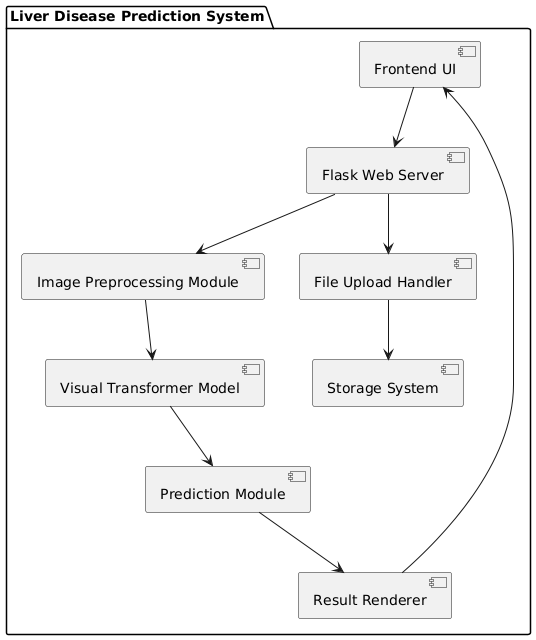 Liver Disease Prediction System
Frontend UI
Flask Web Server
Image Preprocessing Module
File Upload Handler
Visual Transformer Model
Storage System
Prediction Module
Result Renderer